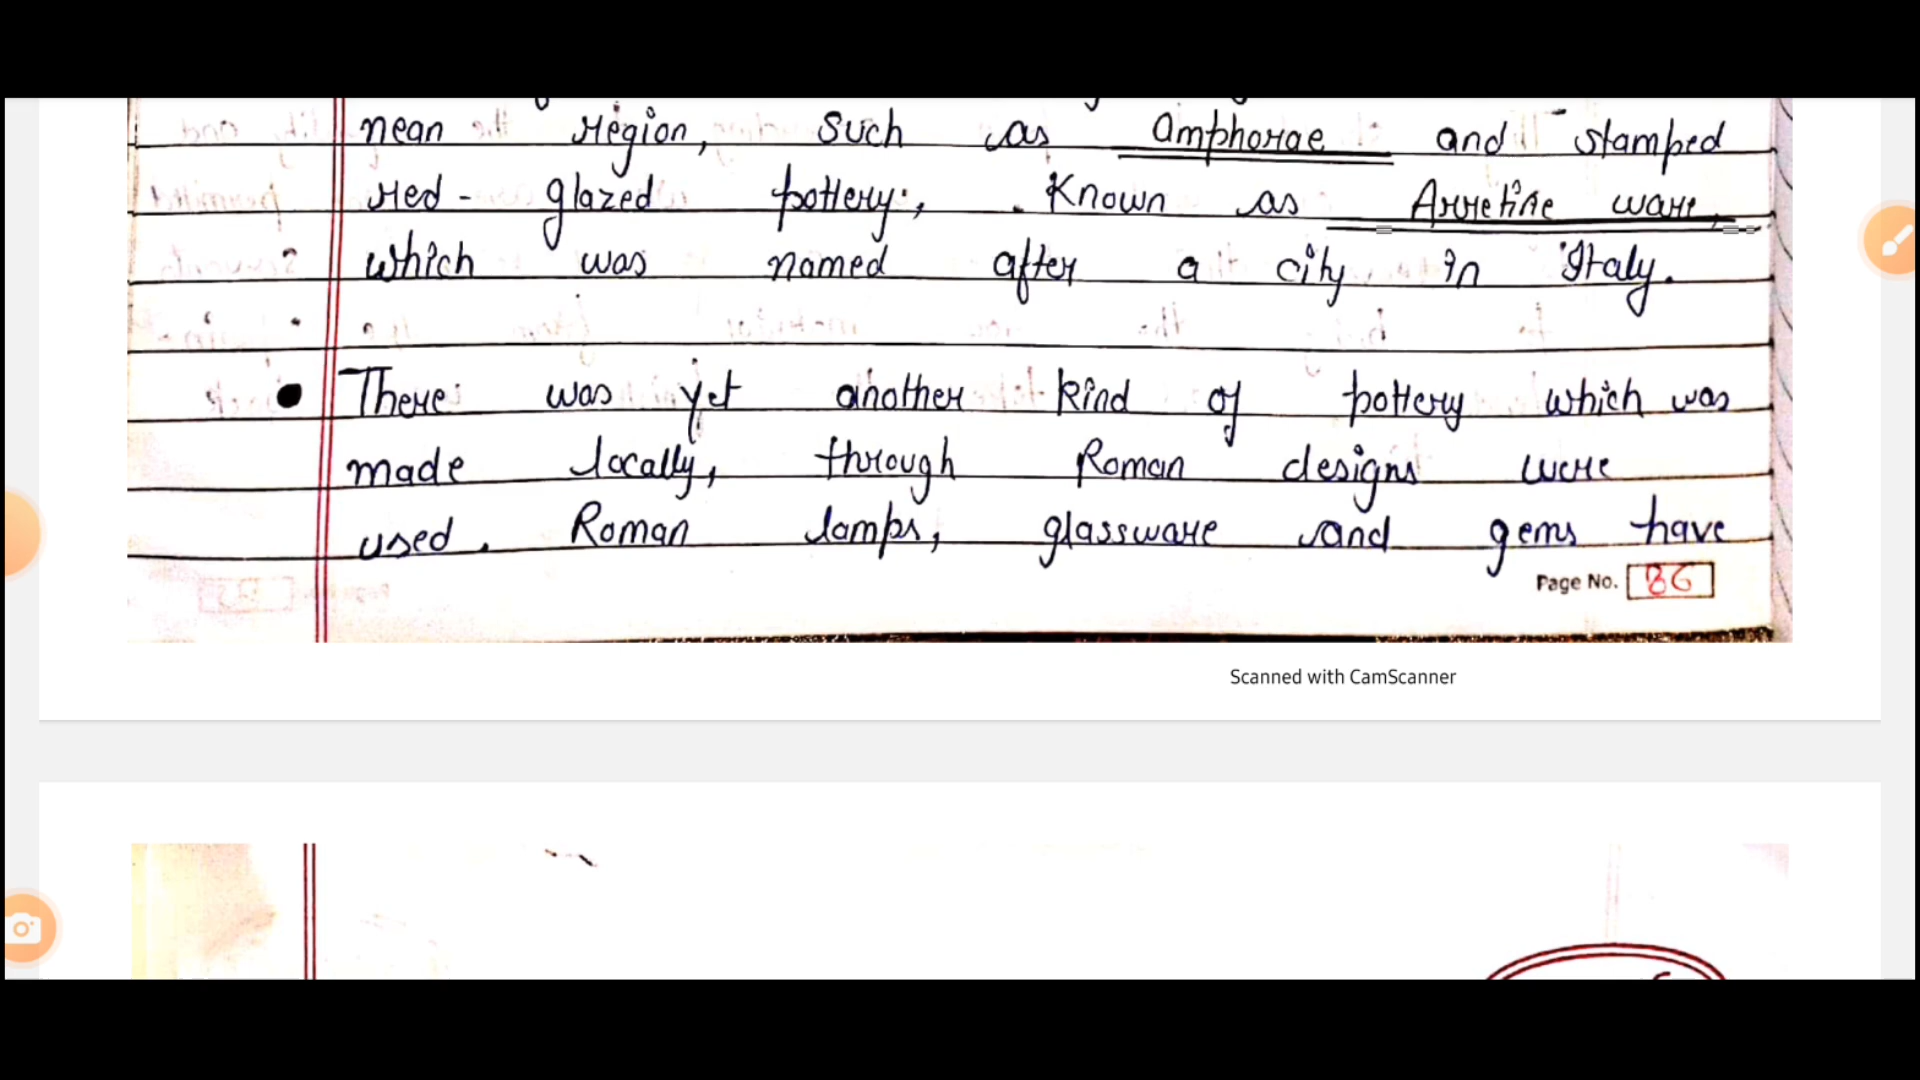 nean region, such as amphorae and stamped
red-glazed pottery, known as Arretine ware,
which was named after a city in Italy.
• There was yet another kind of pottery which was
made locally, through Roman designs were
used. Roman lamps, glassware and gems have
Page No. 86
Scanned with CamScanner